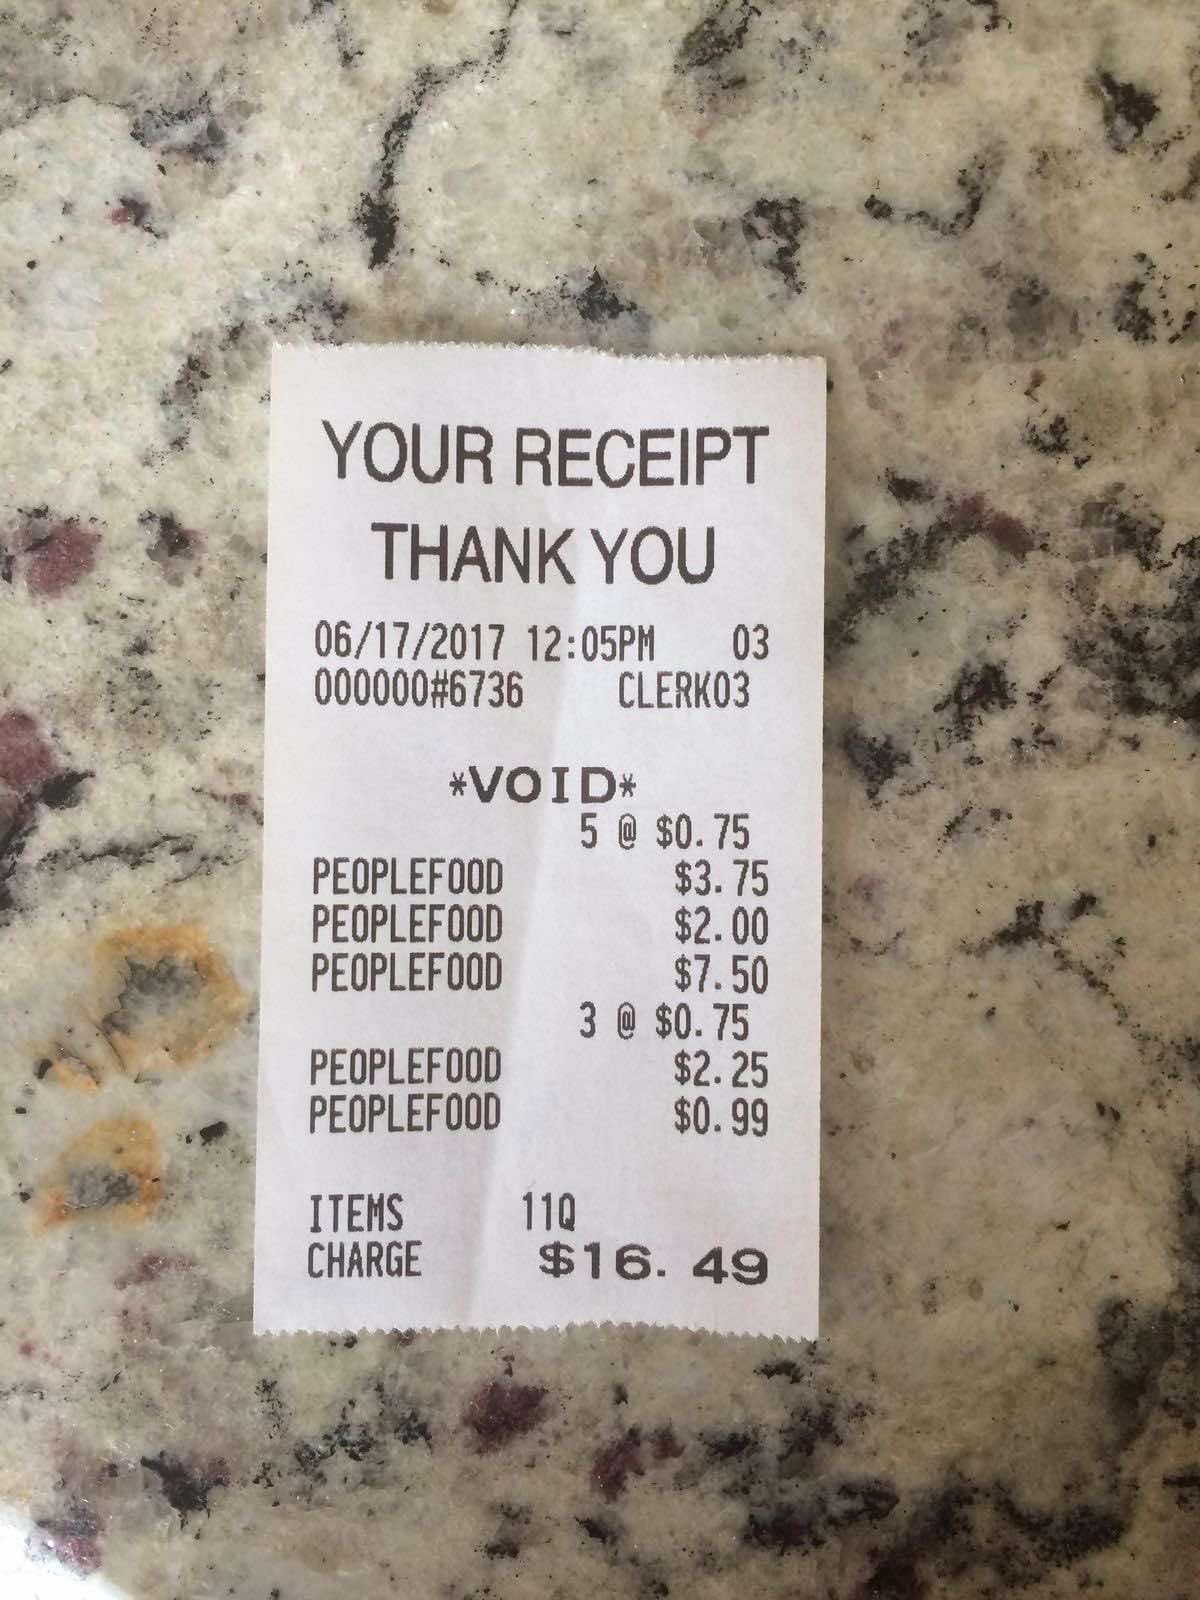 YOUR RECEIPT
THANK YOU
06/17/2017 12:05PM 03
000000#6736 CLERK03
*VOID*
5 @ $0.75
PEOPLEFOOD $3.75
PEOPLEFOOD $2.00
PEOPLEFOOD $7.50
3 @ $0.75
PEOPLEFOOD $2.25
PEOPLEFOOD $0.99
ITEMS 11Q
CHARGE $16.49